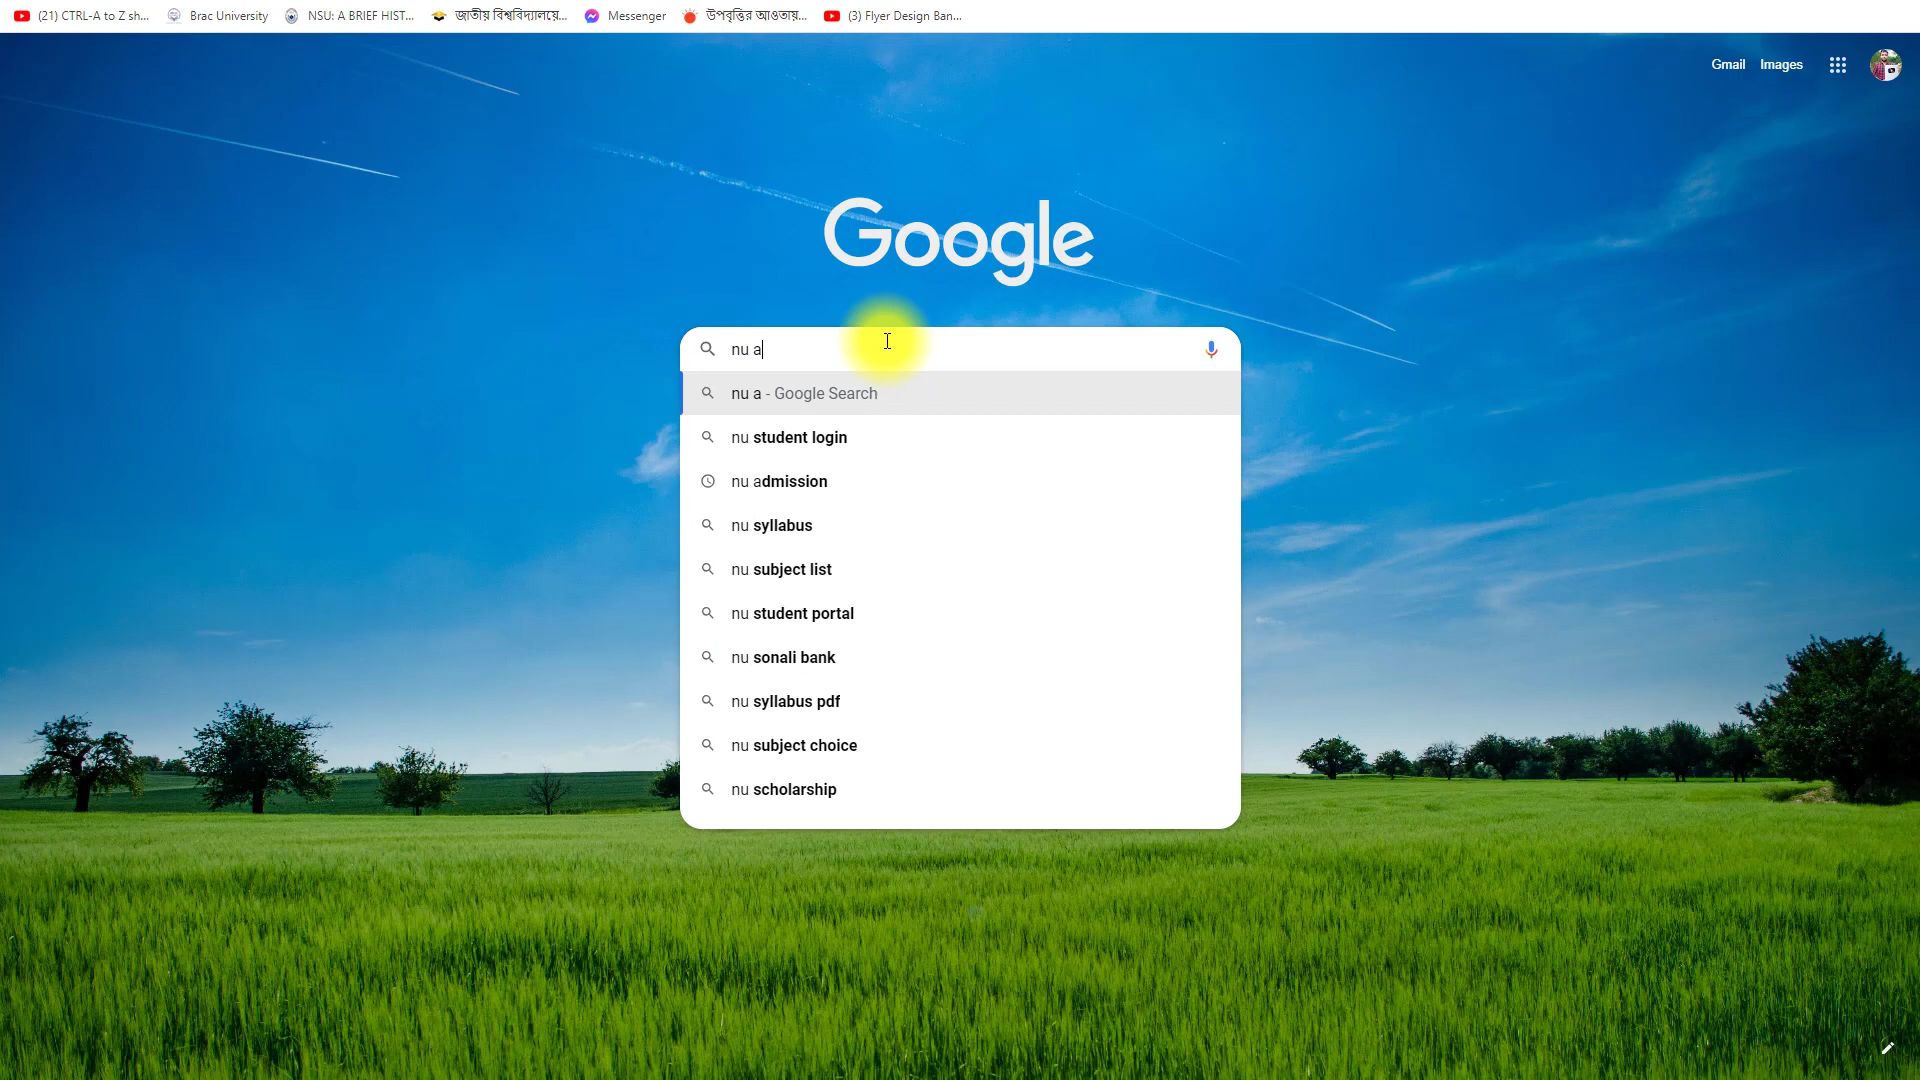 (21) CTRL-A to Z sh... Brac University NSU: A BRIEF HIST... জাতীয় বিশ্ববিদ্যালয়ে... Messenger উপবৃত্তির আওতায়... (3) Flyer Design Ban...
Gmail Images
Google
nu a
nu a - Google Search
nu student login
nu admission
nu syllabus
nu subject list
nu student portal
nu sonali bank
nu syllabus pdf
nu subject choice
nu scholarship